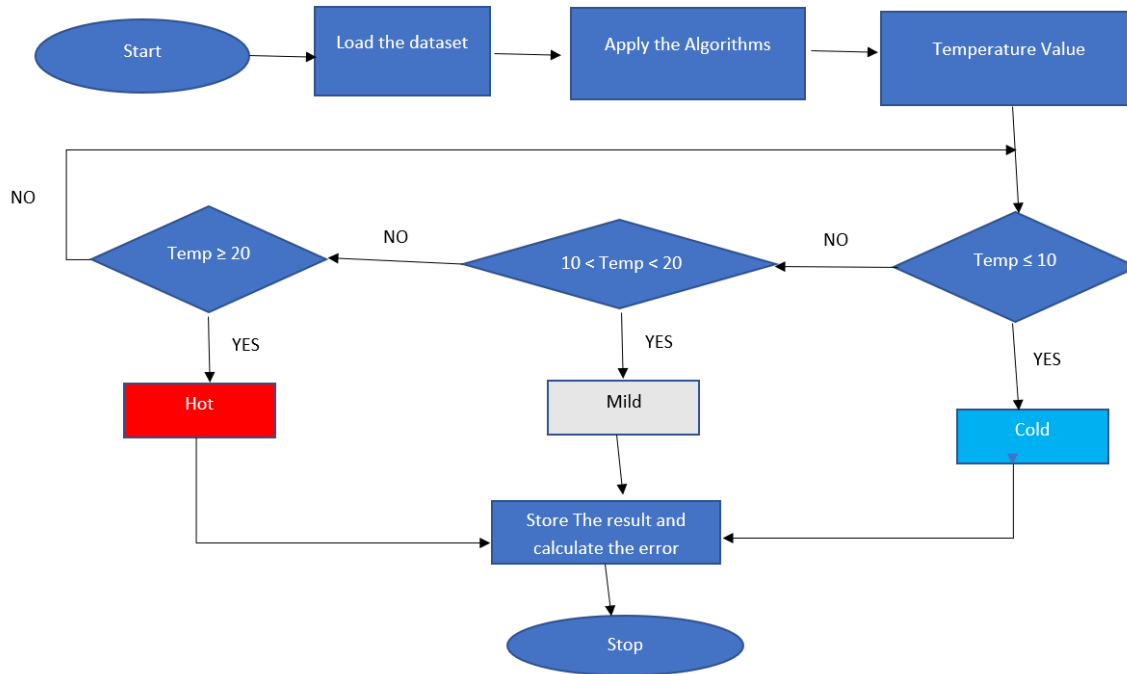 Start
Load the dataset
Apply the Algorithms
Temperature Value
NO
Temp ≥ 20
NO
10 < Temp < 20
NO
Temp ≤ 10
YES
YES
YES
Hot
Mild
Cold
Store The result and
calculate the error
Stop